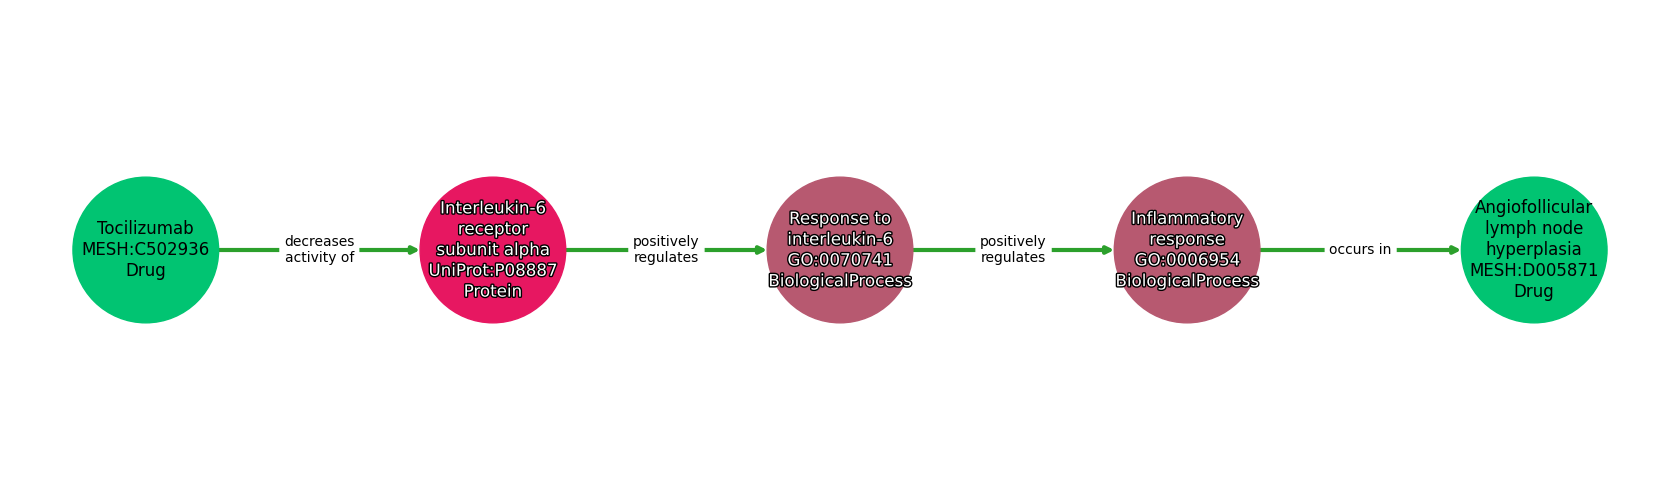 Tocilizumab
MESH:C502936
Drug
decreases
activity of
Interleukin-6
receptor
subunit alpha
UniProt:P08887
Protein
positively
regulates
Response to
interleukin-6
GO:0070741
BiologicalProcess
positively
regulates
Inflammatory
response
GO:0006954
BiologicalProcess
occurs in
Angiofollicular
lymph node
hyperplasia
MESH:D005871
Drug